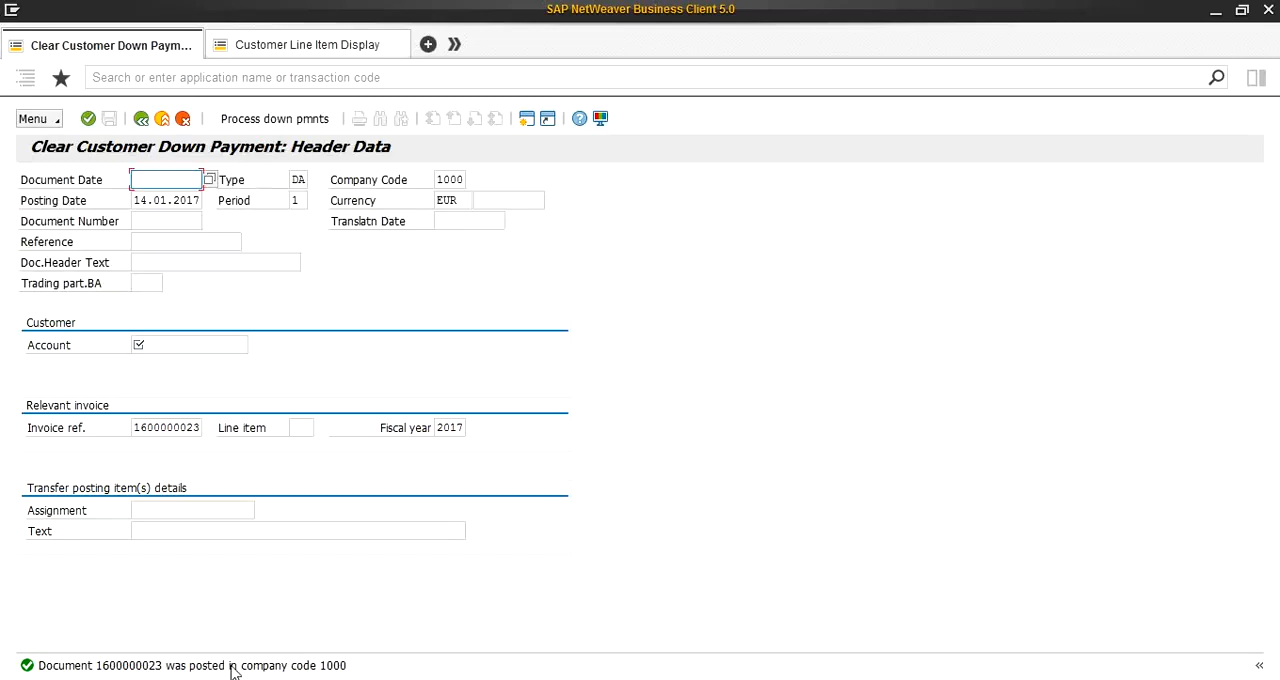 SAP NetWeaver Business Client 5.0
Clear Customer Down Paym... Customer Line Item Display
Search or enter application name or transaction code
Menu Process down pmnts
Clear Customer Down Payment: Header Data
Document Date Type DA Company Code 1000
Posting Date 14.01.2017 Period 1 Currency EUR
Document Number Translatn Date
Reference
Doc.Header Text
Trading part.BA
Customer
Account
Relevant invoice
Invoice ref. 1600000023 Line item Fiscal year 2017
Transfer posting item(s) details
Assignment
Text
Document 1600000023 was posted in company code 1000